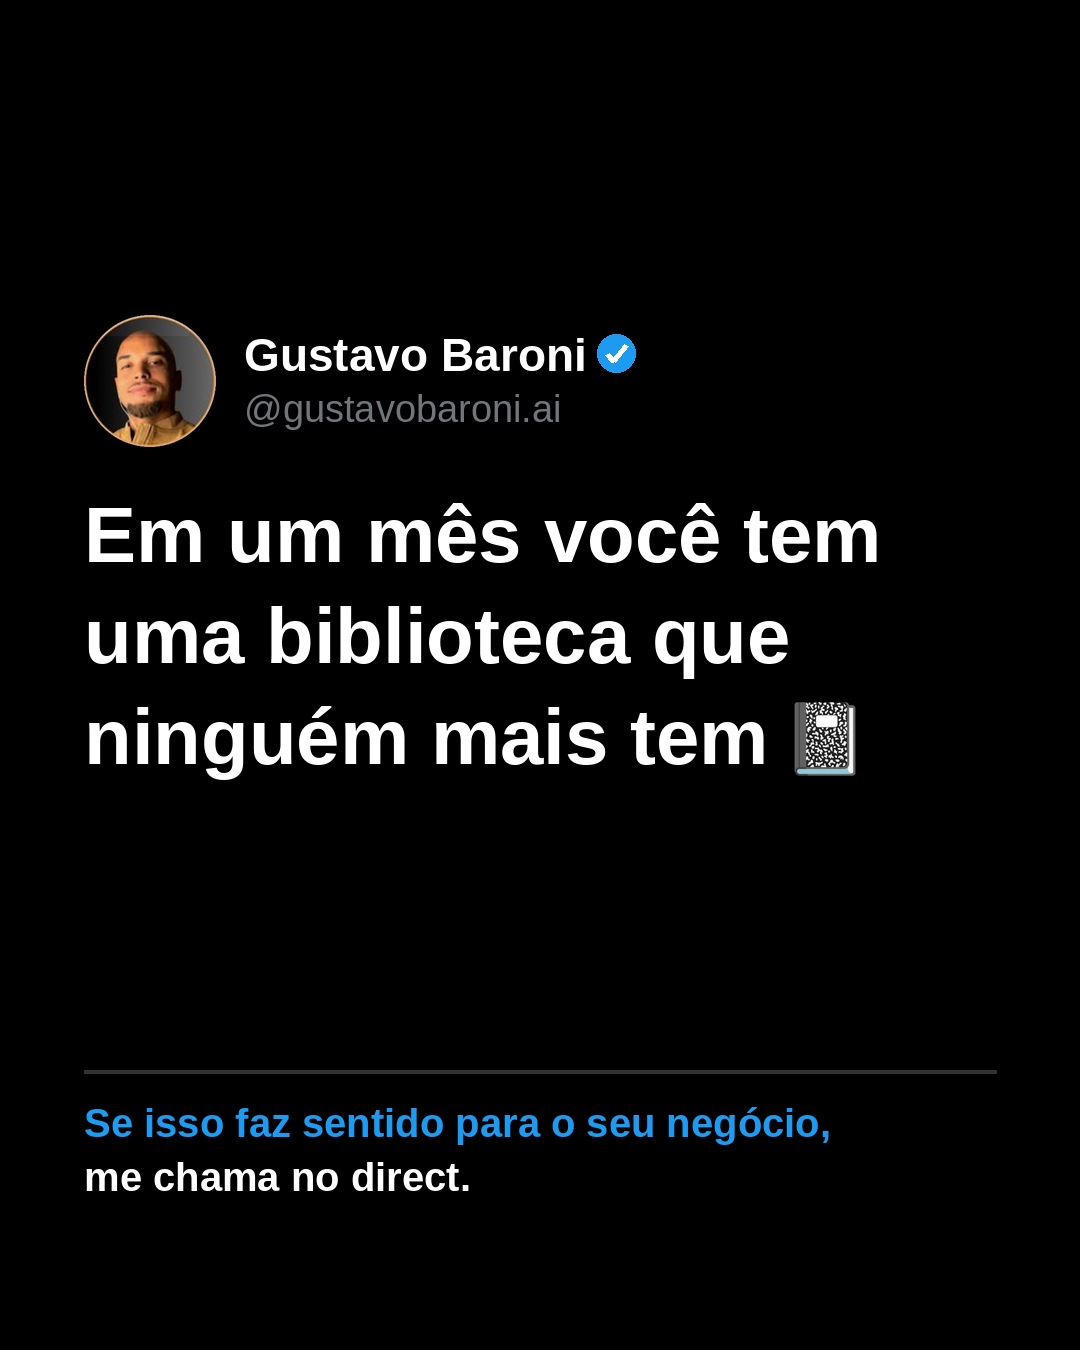 Gustavo Baroni
@gustavobaroni.ai
Em um mês você tem
uma biblioteca que
ninguém mais tem 📓
Se isso faz sentido para o seu negócio,
me chama no direct.